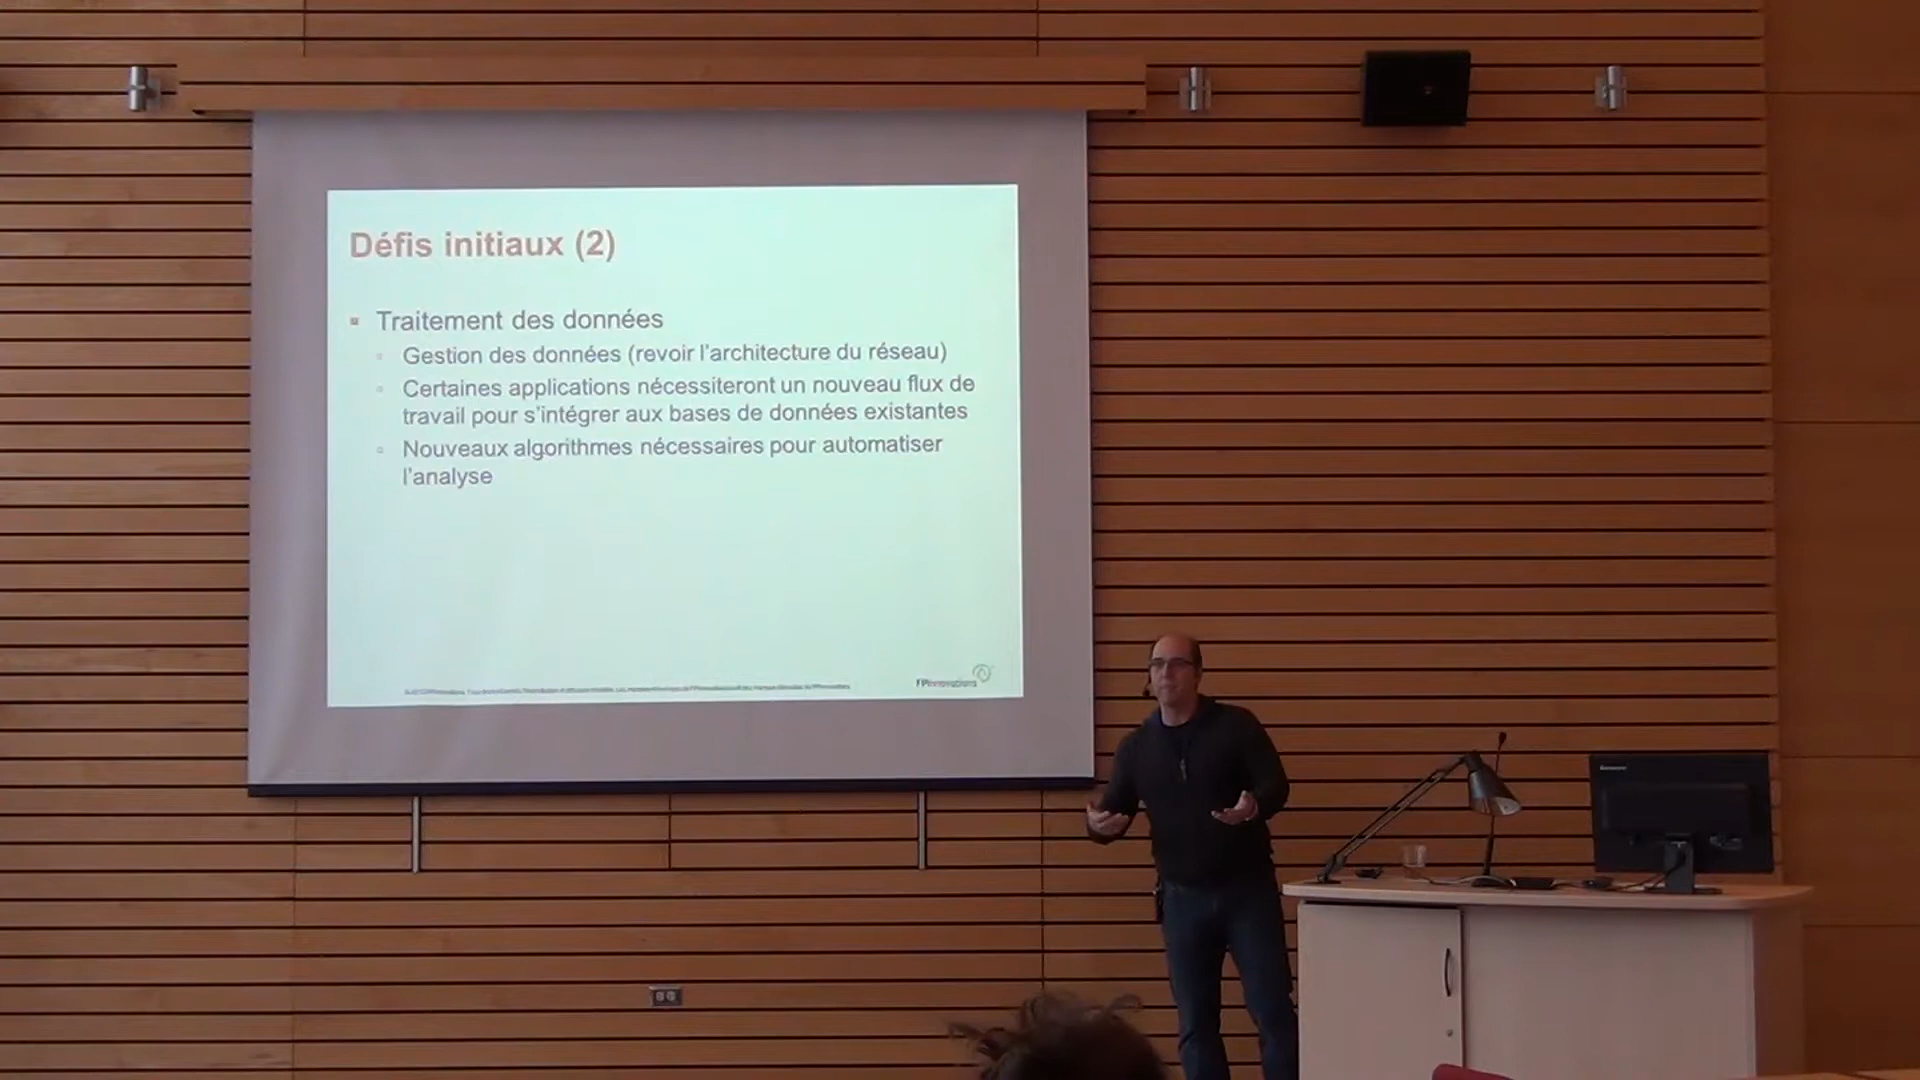 Défis initiaux (2)
Traitement des données
Gestion des données (revoir l'architecture du réseau)
Certaines applications nécessiteront un nouveau flux de
travail pour s'intégrer aux bases de données existantes
Nouveaux algorithmes nécessaires pour automatiser
l'analyse
FPInnovations